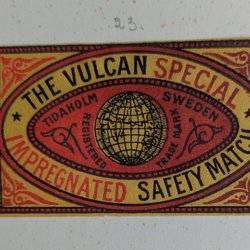 23.
THE VULCAN SPECIAL
TIDAHOLM SWEDEN
REGISTERED TRADE MARK
IMPREGNATED SAFETY MATCH